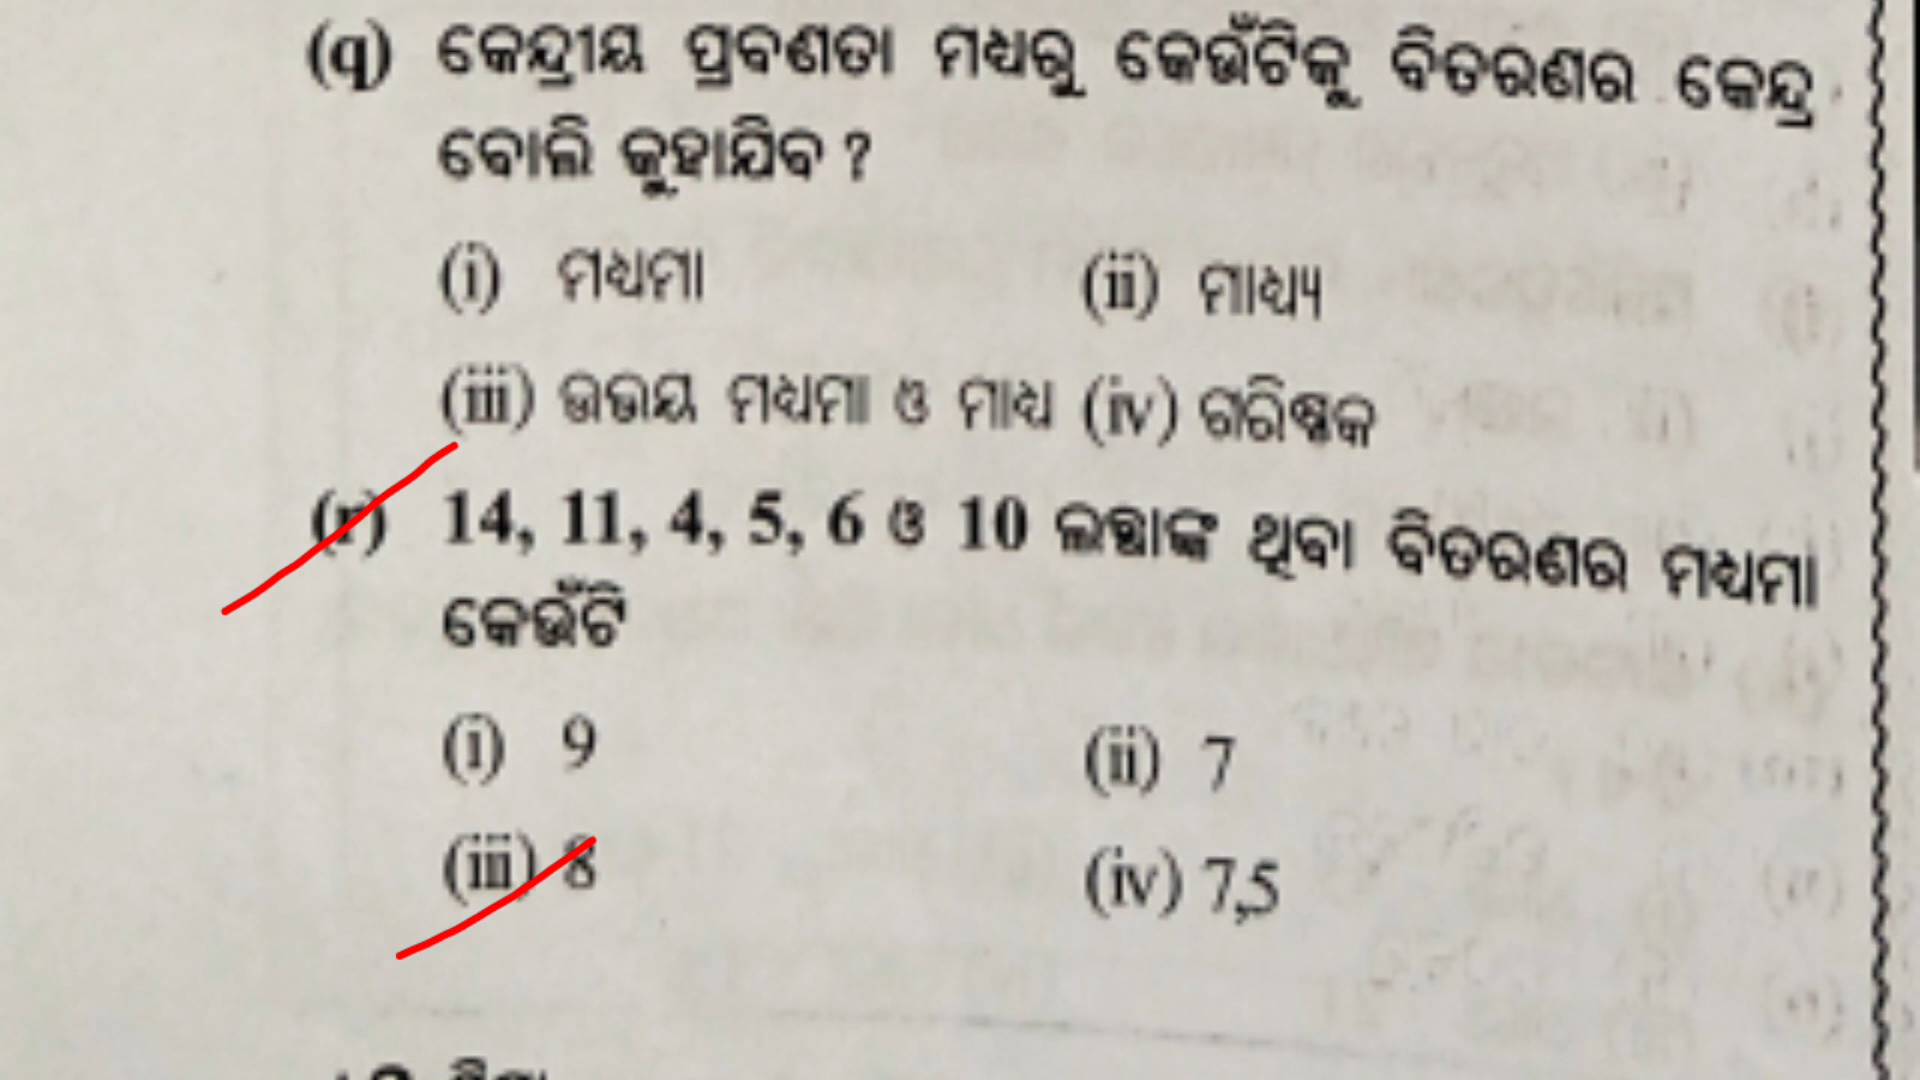 (q) କେନ୍ଦ୍ରୀୟ ପ୍ରବଣତା ମଧ୍ୟରୁ କେଉଁଟିକୁ ବିତରଣର କେନ୍ଦ୍ର
ବୋଲି କୁହାଯିବ ?
(i) ମଧ୍ୟମା (ii) ମାଧ୍ୟ
(iii) ଉଭୟ ମଧ୍ୟମା ଓ ମାଧ୍ୟ (iv) ଗରିଷ୍ଠକ
(r) 14, 11, 4, 5, 6 ଓ 10 ଲବ୍ଧାଙ୍କ ଥିବା ବିତରଣର ମଧ୍ୟମା
କେଉଁଟି
(i) 9 (ii) 7
(iii) 8 (iv) 7,5